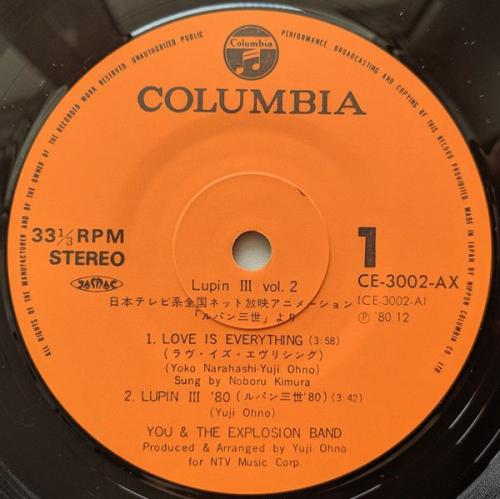 ALL RIGHTS OF THE MANUFACTURER AND OF THE OWNER OF THE RECORDED WORK RESERVED. UNAUTHORIZED PUBLIC PERFORMANCE, BROADCASTING AND COPYING OF THIS RECORD PROHIBITED. MADE IN JAPAN BY NIPPON COLUMBIA CO., LTD.
Columbia
COLUMBIA
33 1/3 RPM
STEREO
JASRAC
1
CE-3002-AX
(CE-3002-A)
Ⓟ '80.12
Lupin III vol. 2
日本テレビ系全国ネット放映アニメーション
「ルパン三世」より
1. LOVE IS EVERYTHING (3:58)
(ラヴ・イズ・エヴリシング)
(Yoko Narahashi-Yuji Ohno)
Sung by Noboru Kimura
2. LUPIN III '80 (ルパン三世'80) (3:42)
(Yuji Ohno)
YOU & THE EXPLOSION BAND
Produced & Arranged by Yuji Ohno
for NTV Music Corp.